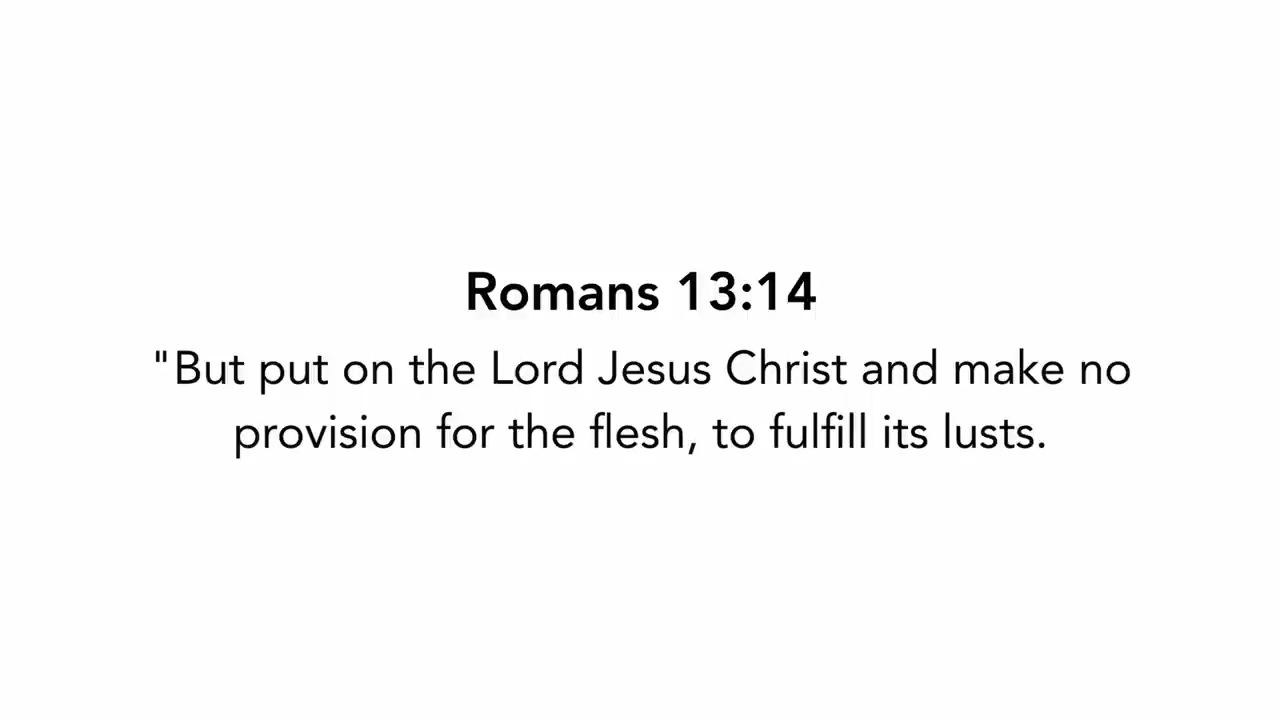 Romans 13:14
"But put on the Lord Jesus Christ and make no
provision for the flesh, to fulfill its lusts.